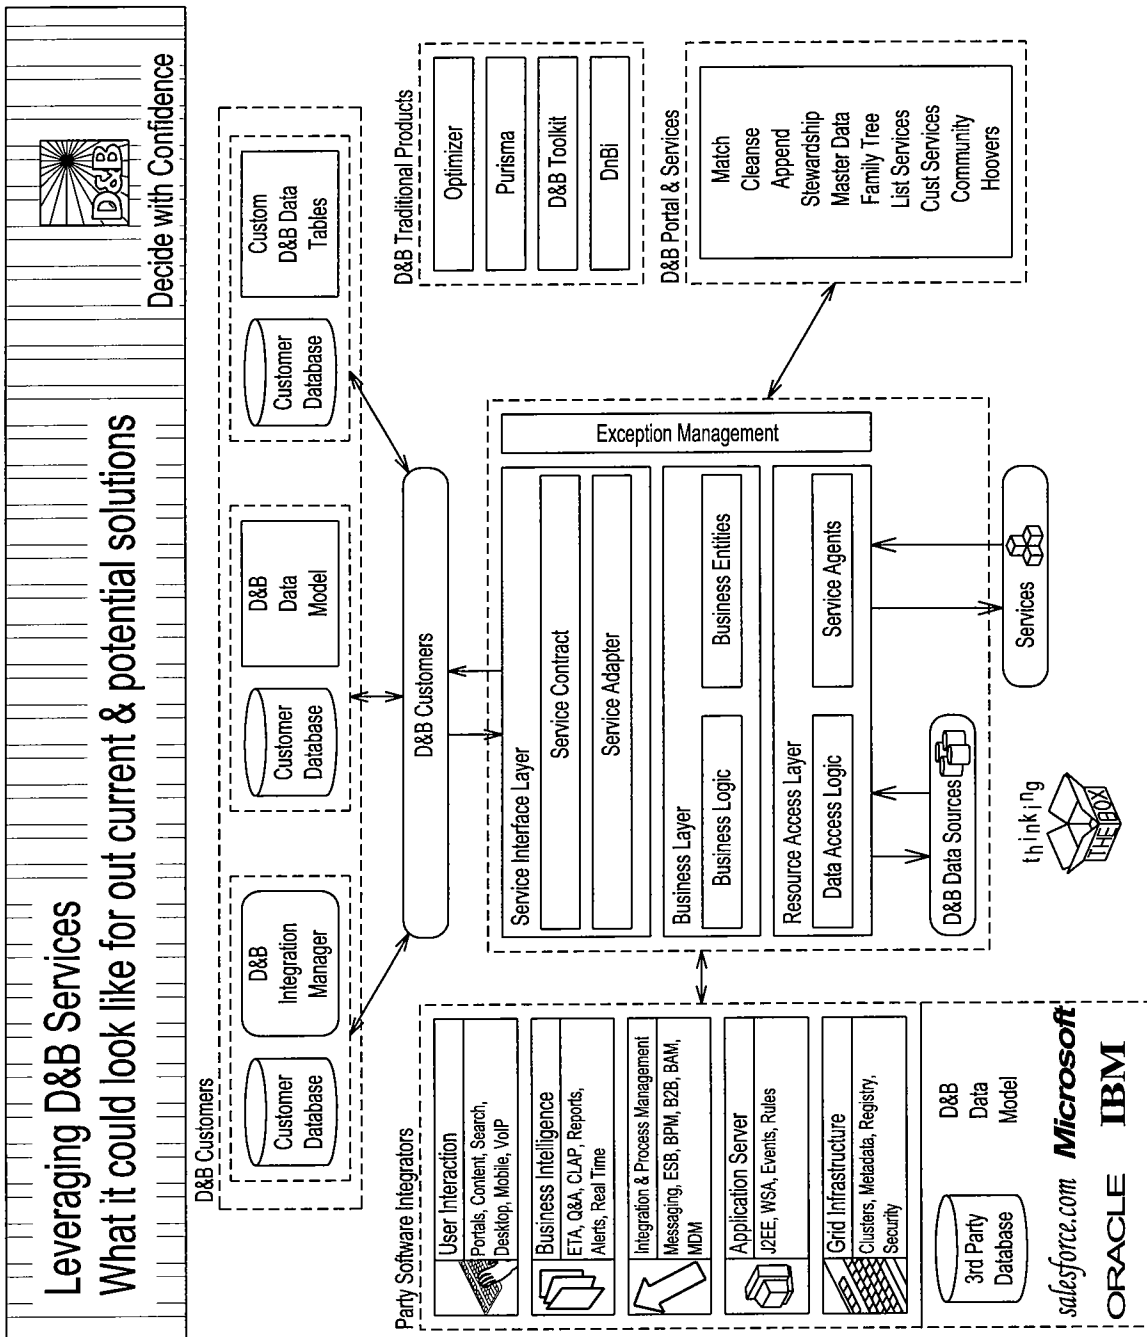 Leveraging D&B Services
What it could look like for out current & potential solutions
D&B
Decide with Confidence
D&B Customers
Customer
Database
D&B
Integration
Manager
Customer
Database
D&B
Data
Model
Customer
Database
Custom
D&B Data
Tables
D&B Customers
Party Software Integrators
User Interaction
Portals, Content, Search,
Desktop, Mobile, VoIP
Business Intelligence
ETA, Q&A, CLAP, Reports,
Alerts, Real Time
Integration & Process Management
Messaging, ESB, BPM, B2B, BAM,
MDM
Application Server
J2EE, WSA, Events, Rules
Grid Infrastructure
Clusters, Metadata, Registry,
Security
3rd Party
Database
D&B
Data
Model
salesforce.com Microsoft
ORACLE IBM
Service Interface Layer
Service Contract
Service Adapter
Business Layer
Business Logic
Business Entities
Resource Access Layer
Data Access Logic
Service Agents
Exception Management
D&B Data Sources
Services
thinking
THE BOX
D&B Traditional Products
Optimizer
Purisma
D&B Toolkit
DnBi
D&B Portal & Services
Match
Cleanse
Append
Stewardship
Master Data
Family Tree
List Services
Cust Services
Community
Hoovers